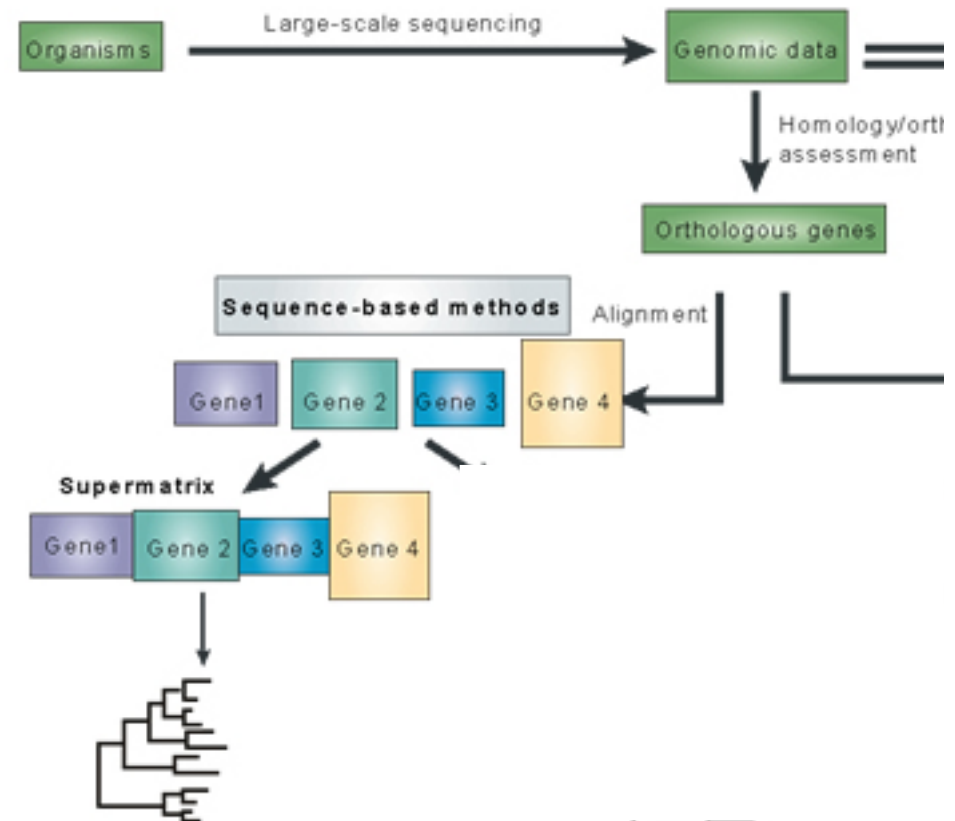 Large-scale sequencing
Organisms
Genomic data
Homology/orth
assessment
Orthologous genes
Sequence-based methods
Alignment
Gene1
Gene 2
Gene 3
Gene 4
Supermatrix
Gene1
Gene 2
Gene 3
Gene 4